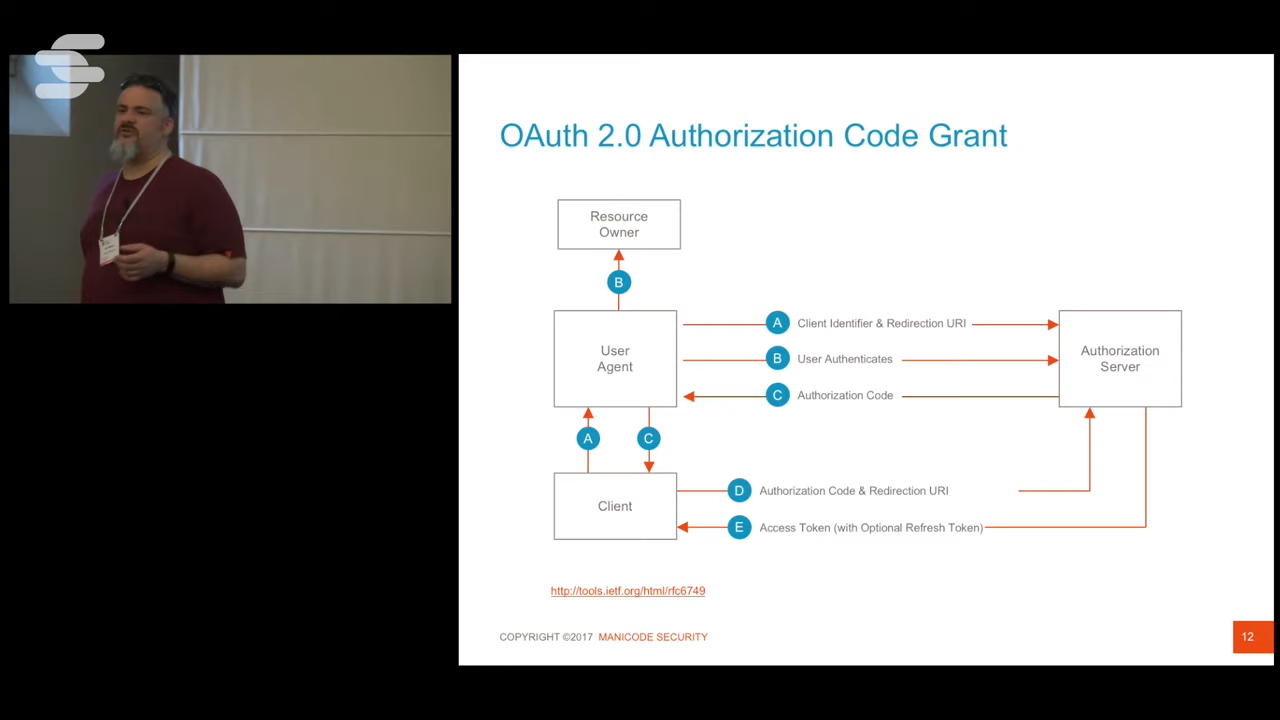 OAuth 2.0 Authorization Code Grant
Resource
Owner
B
User
Agent
A Client Identifier & Redirection URI
B User Authenticates
C Authorization Code
Authorization
Server
A
C
Client
D Authorization Code & Redirection URI
E Access Token (with Optional Refresh Token)
http://tools.ietf.org/html/rfc6749
COPYRIGHT ©2017 MANICODE SECURITY
12